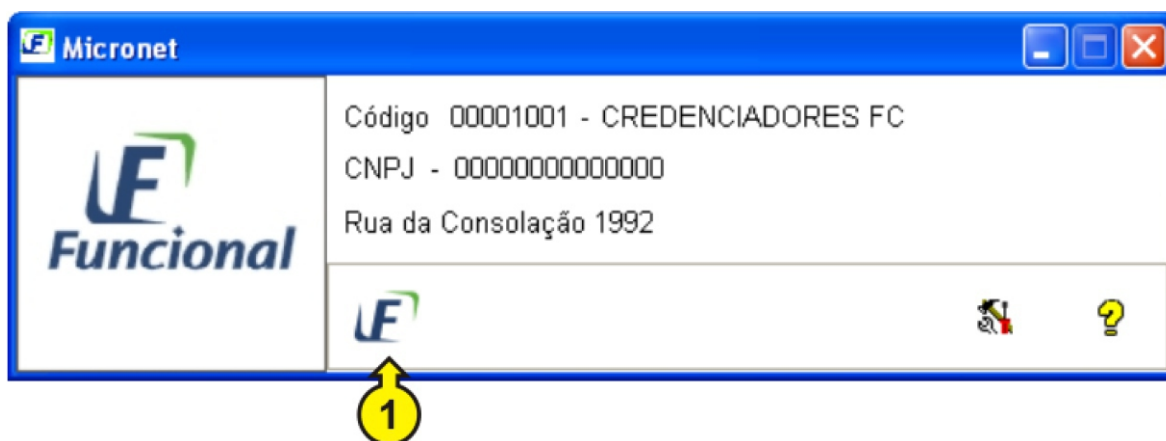 Micronet
Código 00001001 - CREDENCIADORES FC
CNPJ - 00000000000000
Rua da Consolação 1992
F
Funcional
F
1